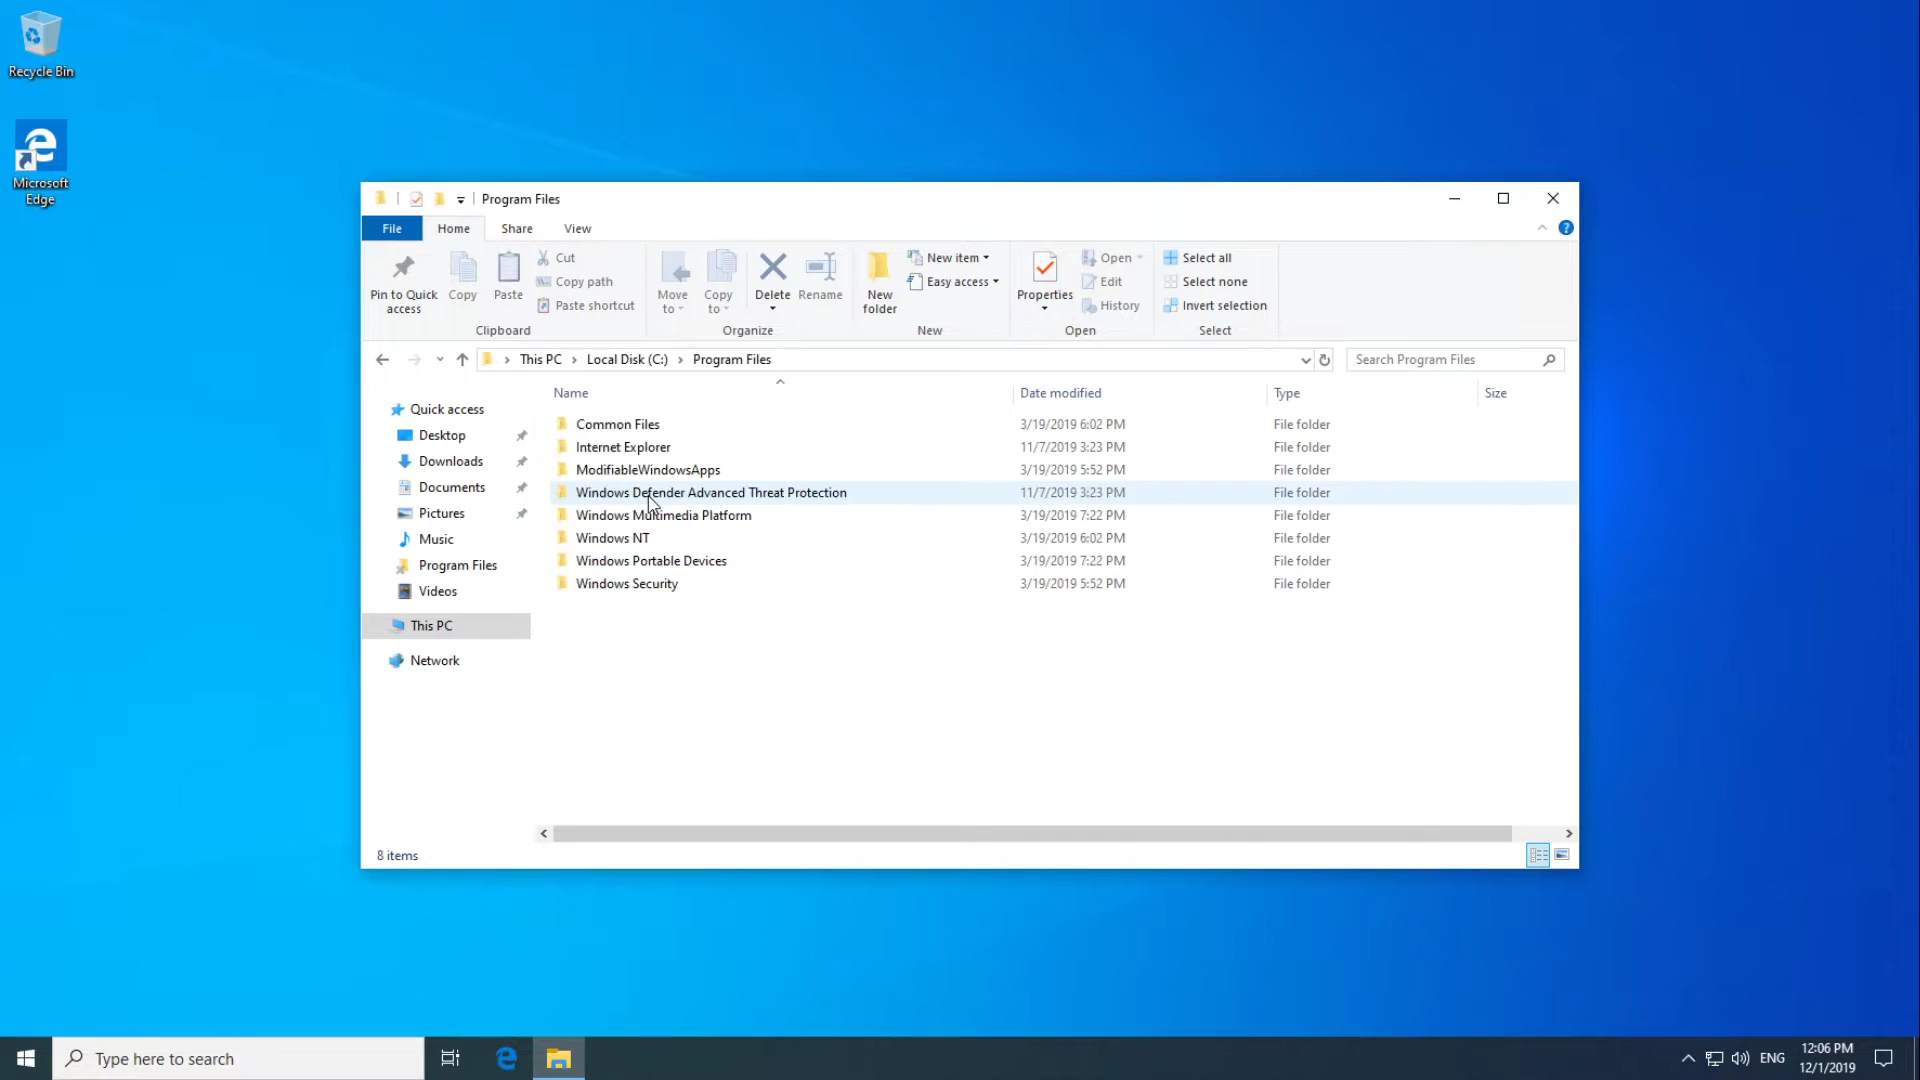 Recycle Bin
Microsoft
Edge
Program Files
File Home Share View
Pin to Quick
access
Copy
Paste
Cut
Copy path
Paste shortcut
Clipboard
Move
to
Copy
to
Delete
Rename
Organize
New
folder
New item
Easy access
New
Properties
Open
Edit
History
Open
Select all
Select none
Invert selection
Select
This PC Local Disk (C:) Program Files
Search Program Files
Quick access
Desktop
Downloads
Documents
Pictures
Music
Program Files
Videos
This PC
Network
Name Date modified Type Size
Common Files 3/19/2019 6:02 PM File folder
Internet Explorer 11/7/2019 3:23 PM File folder
ModifiableWindowsApps 3/19/2019 5:52 PM File folder
Windows Defender Advanced Threat Protection 11/7/2019 3:23 PM File folder
Windows Multimedia Platform 3/19/2019 7:22 PM File folder
Windows NT 3/19/2019 6:02 PM File folder
Windows Portable Devices 3/19/2019 7:22 PM File folder
Windows Security 3/19/2019 5:52 PM File folder
8 items
Type here to search
ENG
12:06 PM
12/1/2019